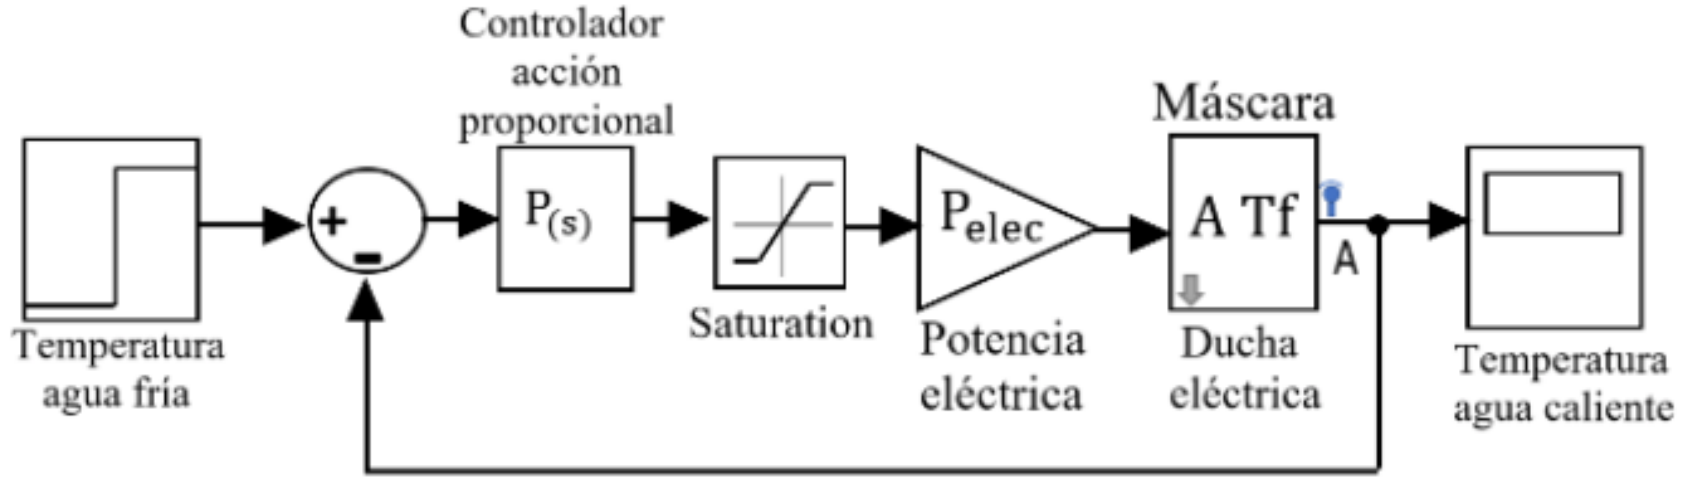 Controlador
acción
proporcional
Máscara
+
-
P(s)
Pelec
A Tf
A
Temperatura
agua fría
Saturation
Potencia
eléctrica
Ducha
eléctrica
Temperatura
agua caliente